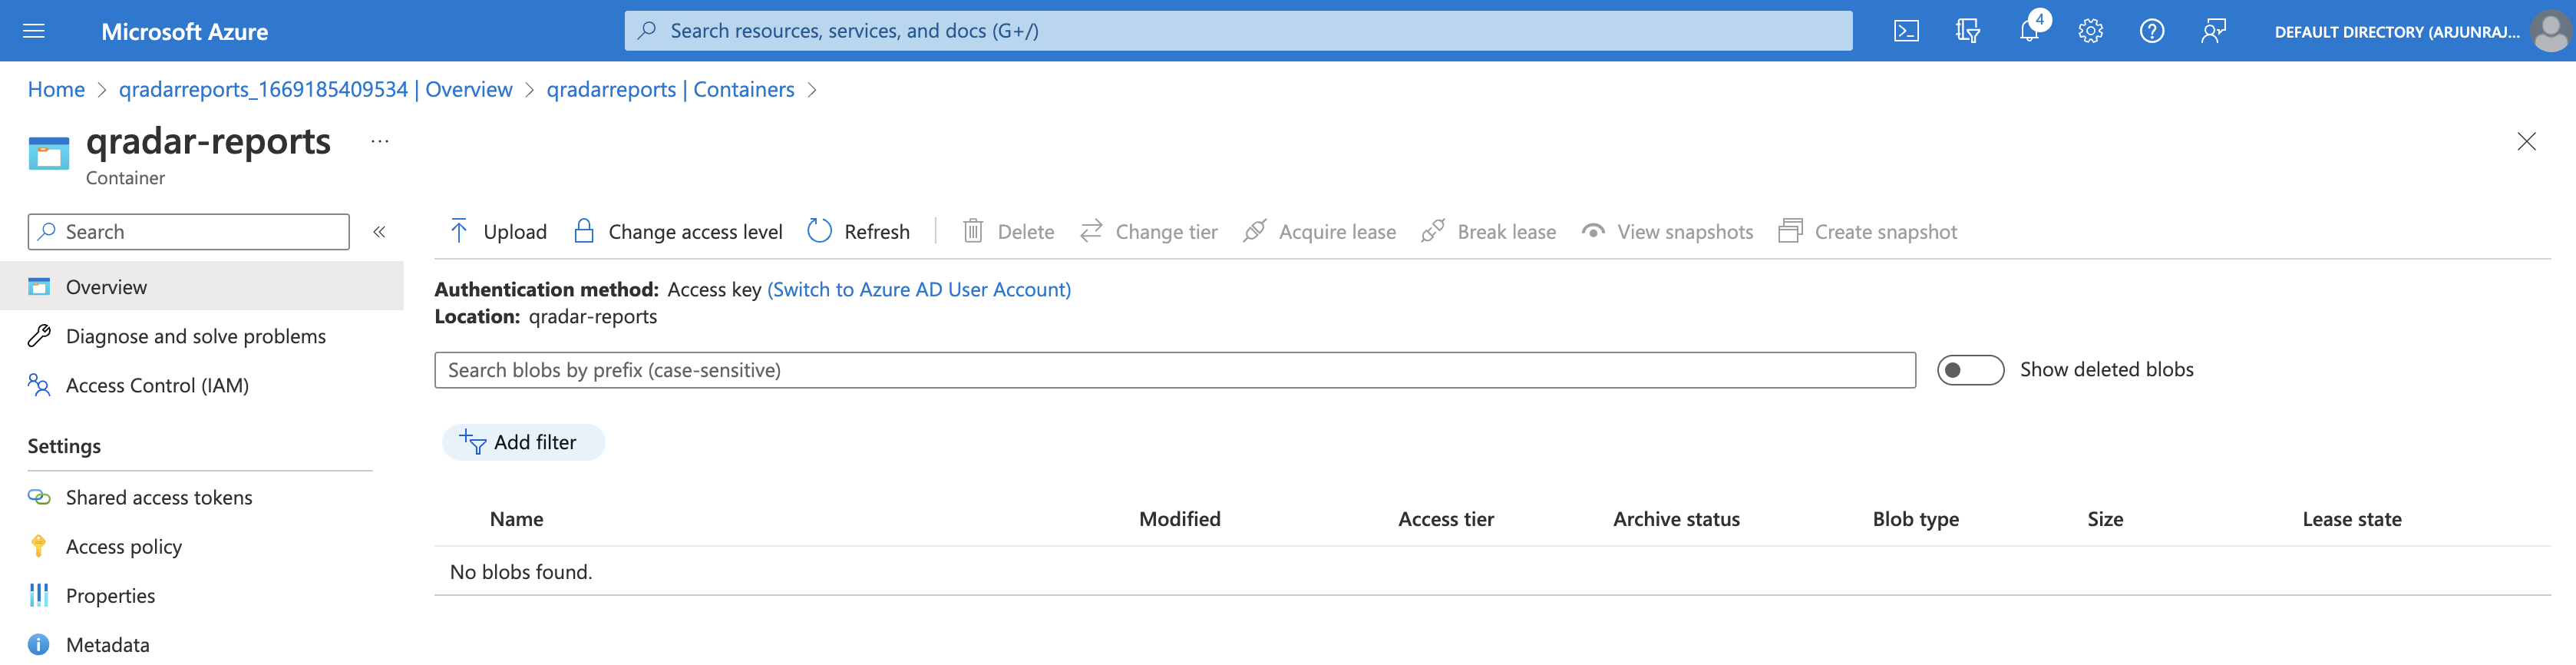 Microsoft Azure
Search resources, services, and docs (G+/)
4
DEFAULT DIRECTORY (ARJUNRAJ...
Home > qradarreports_1669185409534 | Overview > qradarreports | Containers >
qradar-reports ...
Container
Search «
Overview
Diagnose and solve problems
Access Control (IAM)
Settings
Shared access tokens
Access policy
Properties
Metadata
Upload Change access level Refresh Delete Change tier Acquire lease Break lease View snapshots Create snapshot
Authentication method: Access key (Switch to Azure AD User Account)
Location: qradar-reports
Search blobs by prefix (case-sensitive) Show deleted blobs
Add filter
Name Modified Access tier Archive status Blob type Size Lease state
No blobs found.